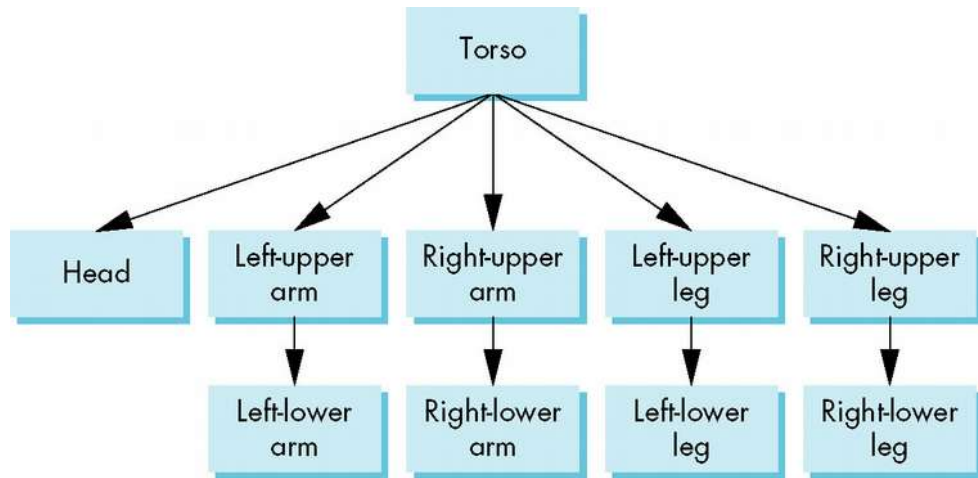 Torso
Head
Left-upper
arm
Right-upper
arm
Left-upper
leg
Right-upper
leg
Left-lower
arm
Right-lower
arm
Left-lower
leg
Right-lower
leg